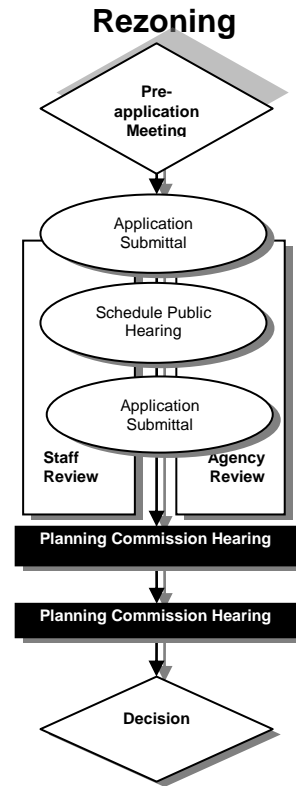 Rezoning
Pre-
application
Meeting
Application
Submittal
Schedule Public
Hearing
Application
Submittal
Staff
Review
Agency
Review
Planning Commission Hearing
Planning Commission Hearing
Decision